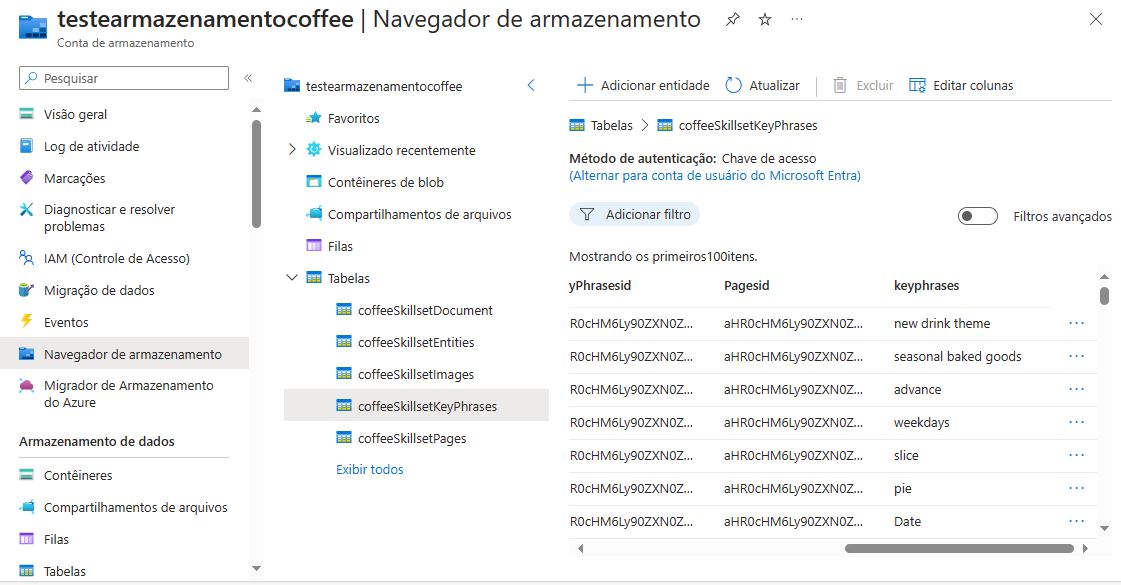 testearmazenamentocoffee | Navegador de armazenamento
Conta de armazenamento
Pesquisar
Visão geral
Log de atividade
Marcações
Diagnosticar e resolver
problemas
IAM (Controle de Acesso)
Migração de dados
Eventos
Navegador de armazenamento
Migrador de Armazenamento
do Azure
Armazenamento de dados
Contêineres
Compartilhamentos de arquivos
Filas
Tabelas
testearmazenamentocoffee
Favoritos
Visualizado recentemente
Contêineres de blob
Compartilhamentos de arquivos
Filas
Tabelas
coffeeSkillsetDocument
coffeeSkillsetEntities
coffeeSkillsetImages
coffeeSkillsetKeyPhrases
coffeeSkillsetPages
Exibir todos
Adicionar entidade Atualizar Excluir Editar colunas
Tabelas > coffeeSkillsetKeyPhrases
Método de autenticação: Chave de acesso
(Alternar para conta de usuário do Microsoft Entra)
Adicionar filtro Filtros avançados
Mostrando os primeiros100itens.
yPhrasesid Pagesid keyphrases
R0cHM6Ly90ZXN0Z... aHR0cHM6Ly90ZXN0Z... new drink theme
R0cHM6Ly90ZXN0Z... aHR0cHM6Ly90ZXN0Z... seasonal baked goods
R0cHM6Ly90ZXN0Z... aHR0cHM6Ly90ZXN0Z... advance
R0cHM6Ly90ZXN0Z... aHR0cHM6Ly90ZXN0Z... weekdays
R0cHM6Ly90ZXN0Z... aHR0cHM6Ly90ZXN0Z... slice
R0cHM6Ly90ZXN0Z... aHR0cHM6Ly90ZXN0Z... pie
R0cHM6Ly90ZXN0Z... aHR0cHM6Ly90ZXN0Z... Date